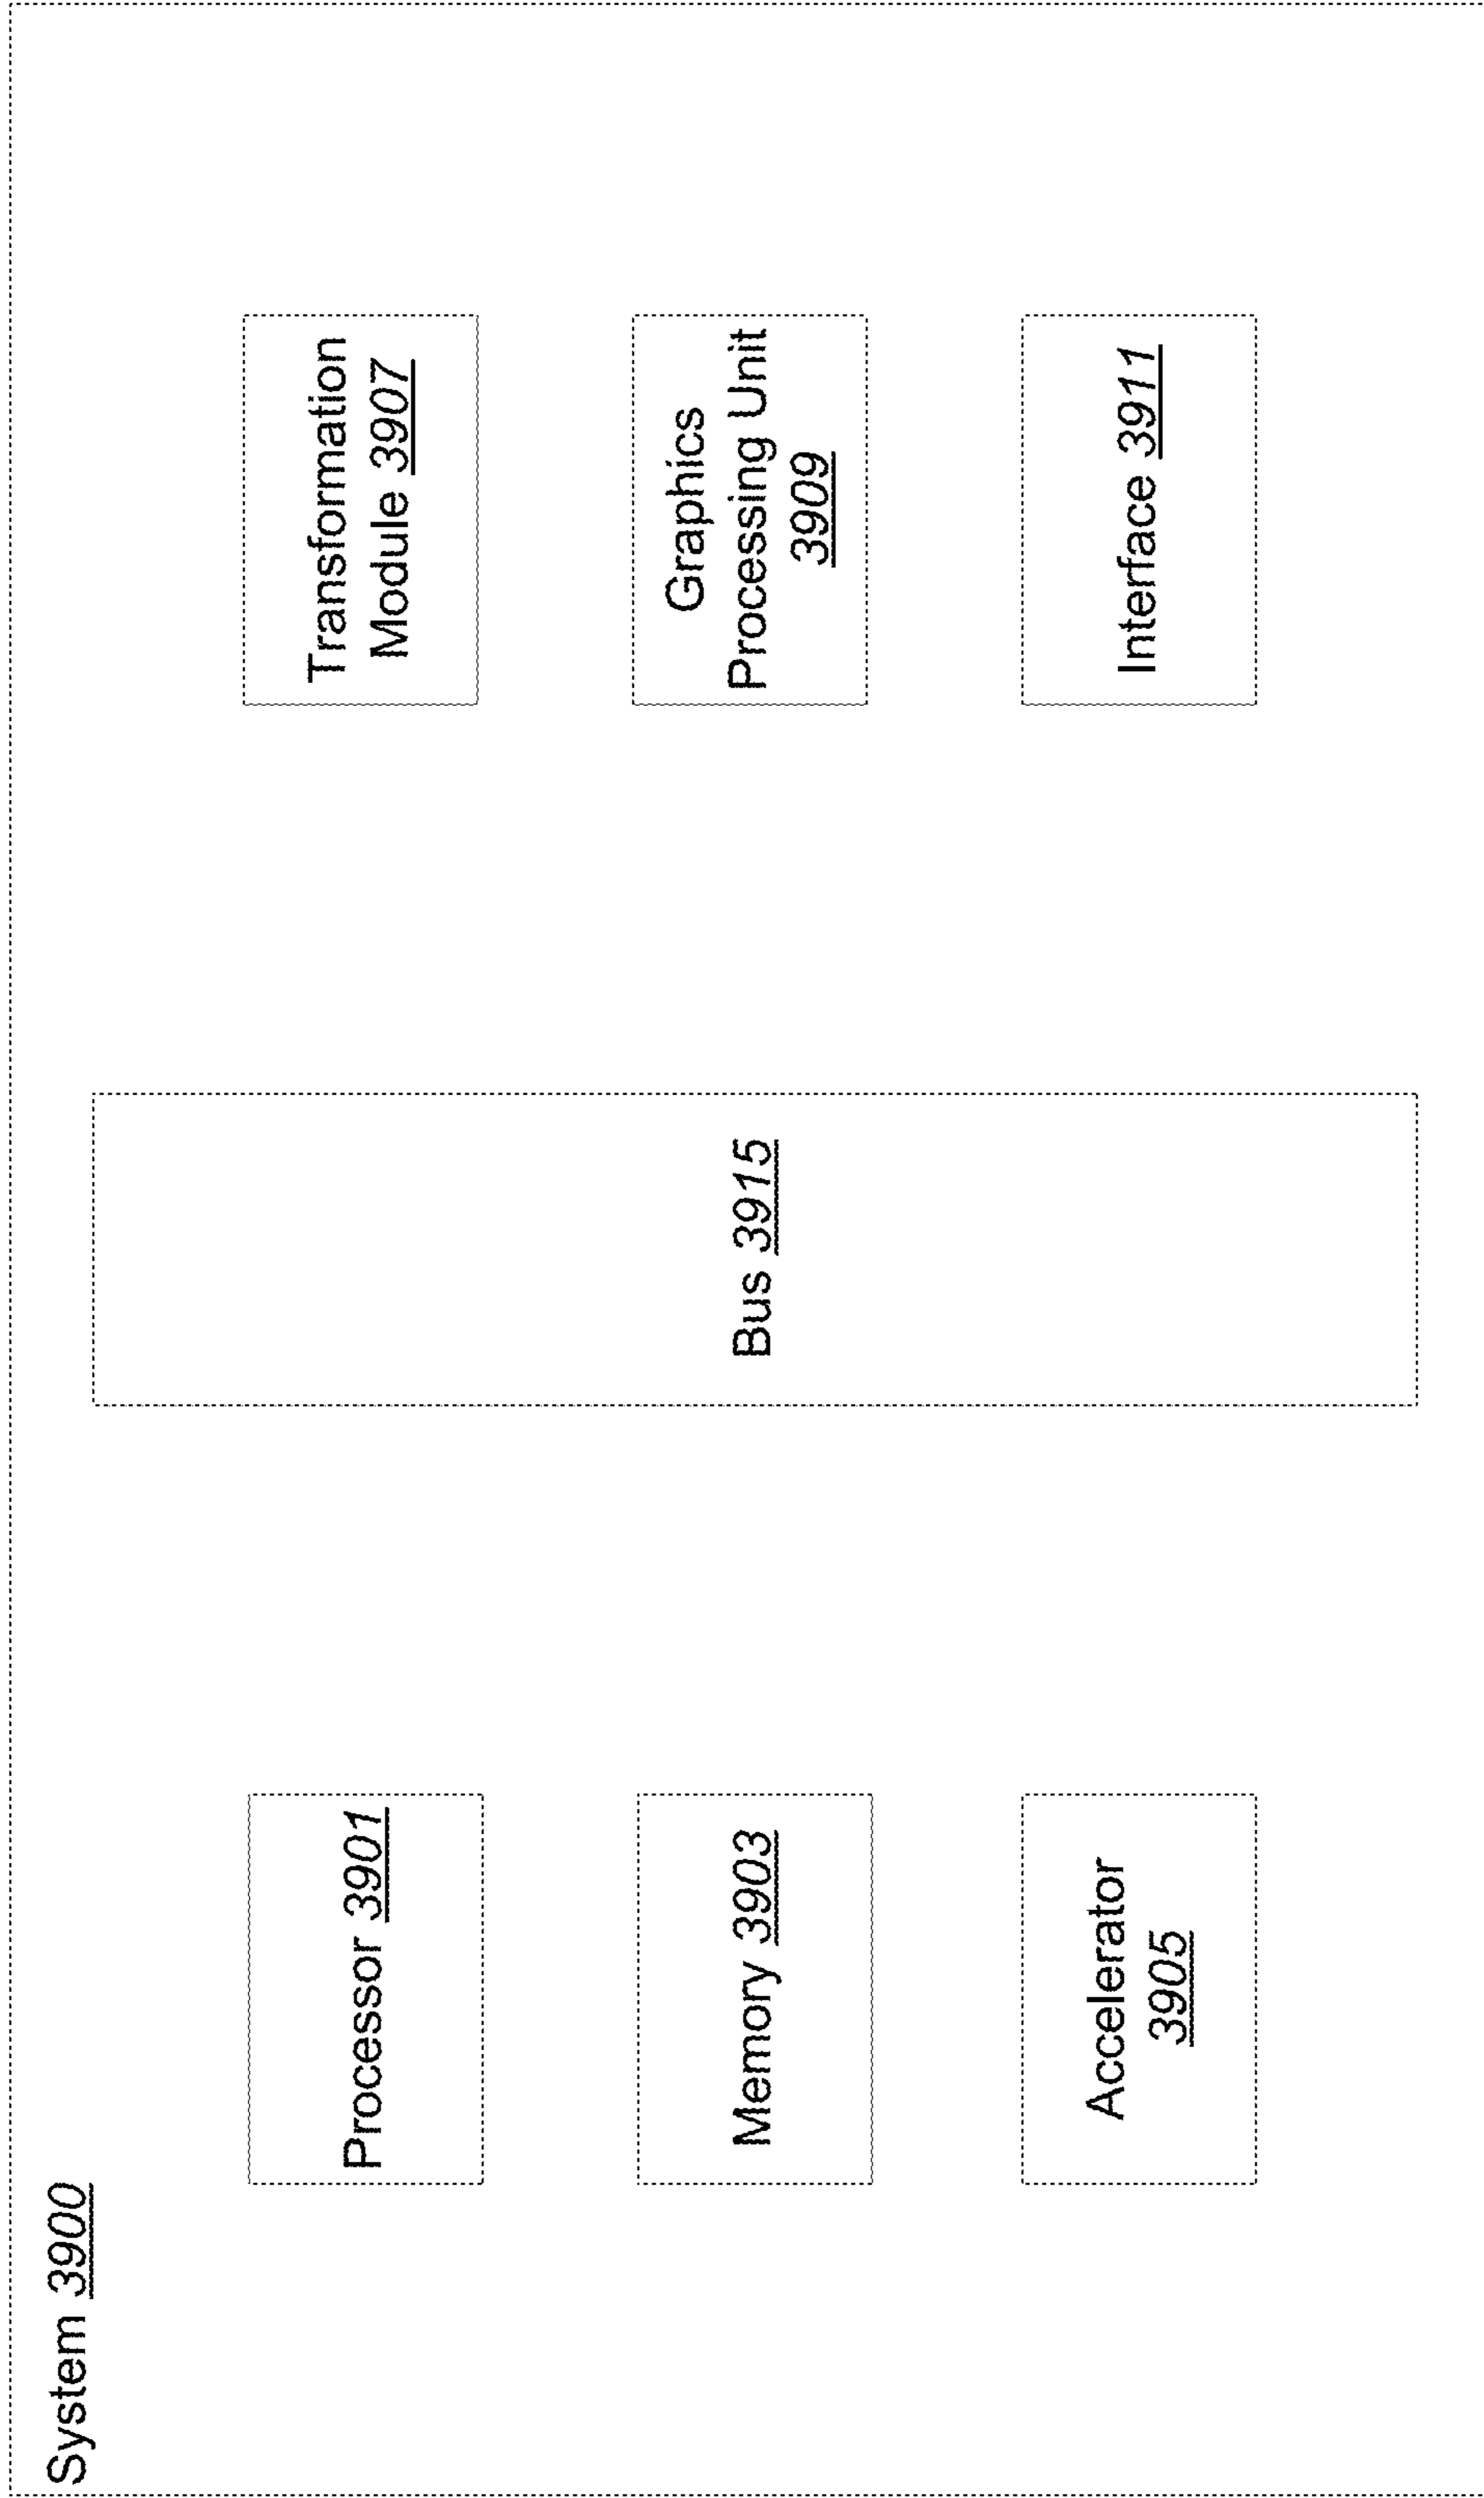 System 3900
Processor 3901
Memory 3903
Accelerator
3905
Bus 3915
Transformation
Module 3907
Graphics
Processing Unit
3909
Interface 3911